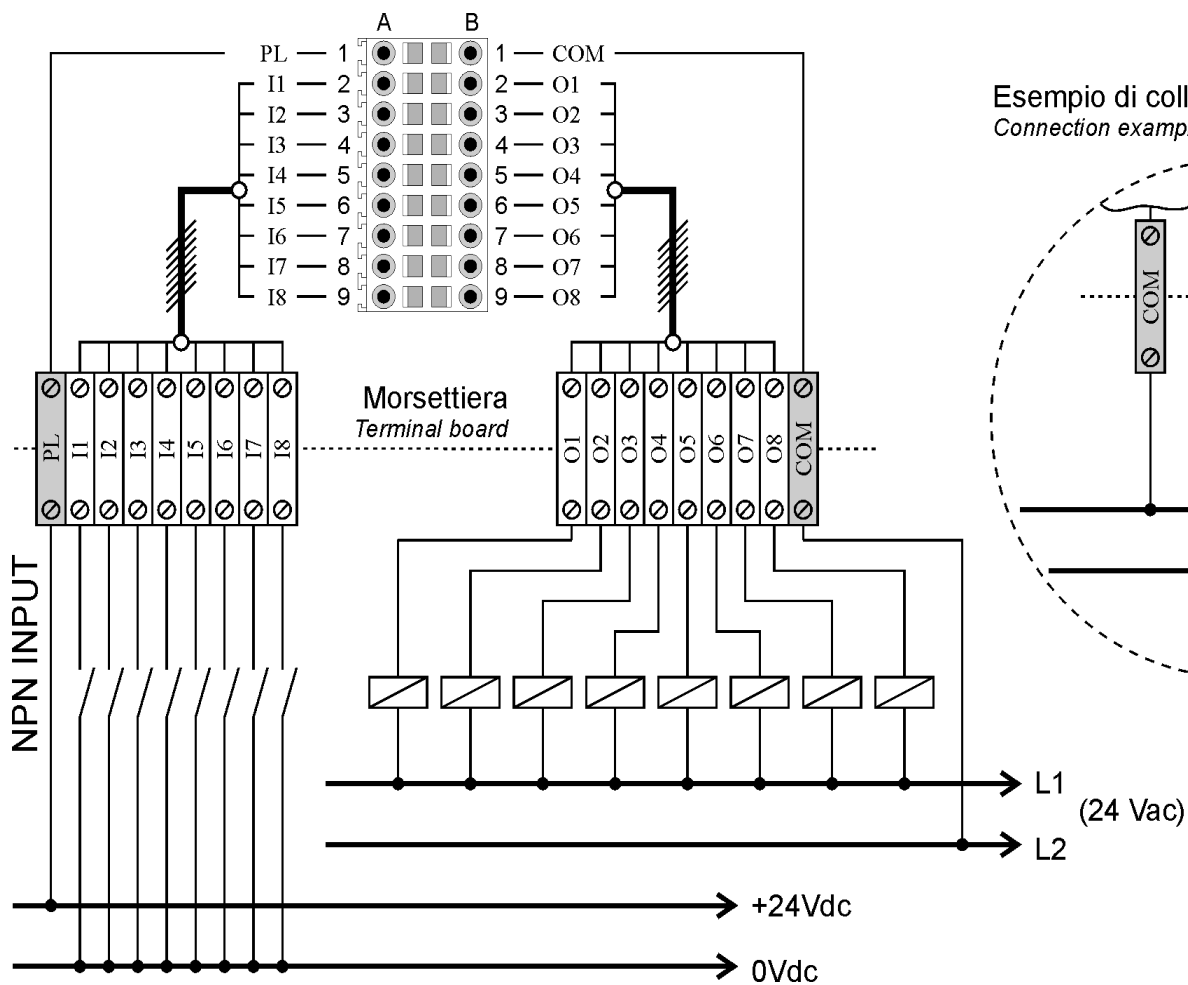 A B
PL 1 1 COM
I1 2 2 O1
I2 3 3 O2
I3 4 4 O3
I4 5 5 O4
I5 6 6 O5
I6 7 7 O6
I7 8 8 O7
I8 9 9 O8
Esempio di coll
Connection examp
COM
Morsettiera
Terminal board
PL I1 I2 I3 I4 I5 I6 I7 I8
O1 O2 O3 O4 O5 O6 O7 O8 COM
NPN INPUT
L1
(24 Vac)
L2
+24Vdc
0Vdc